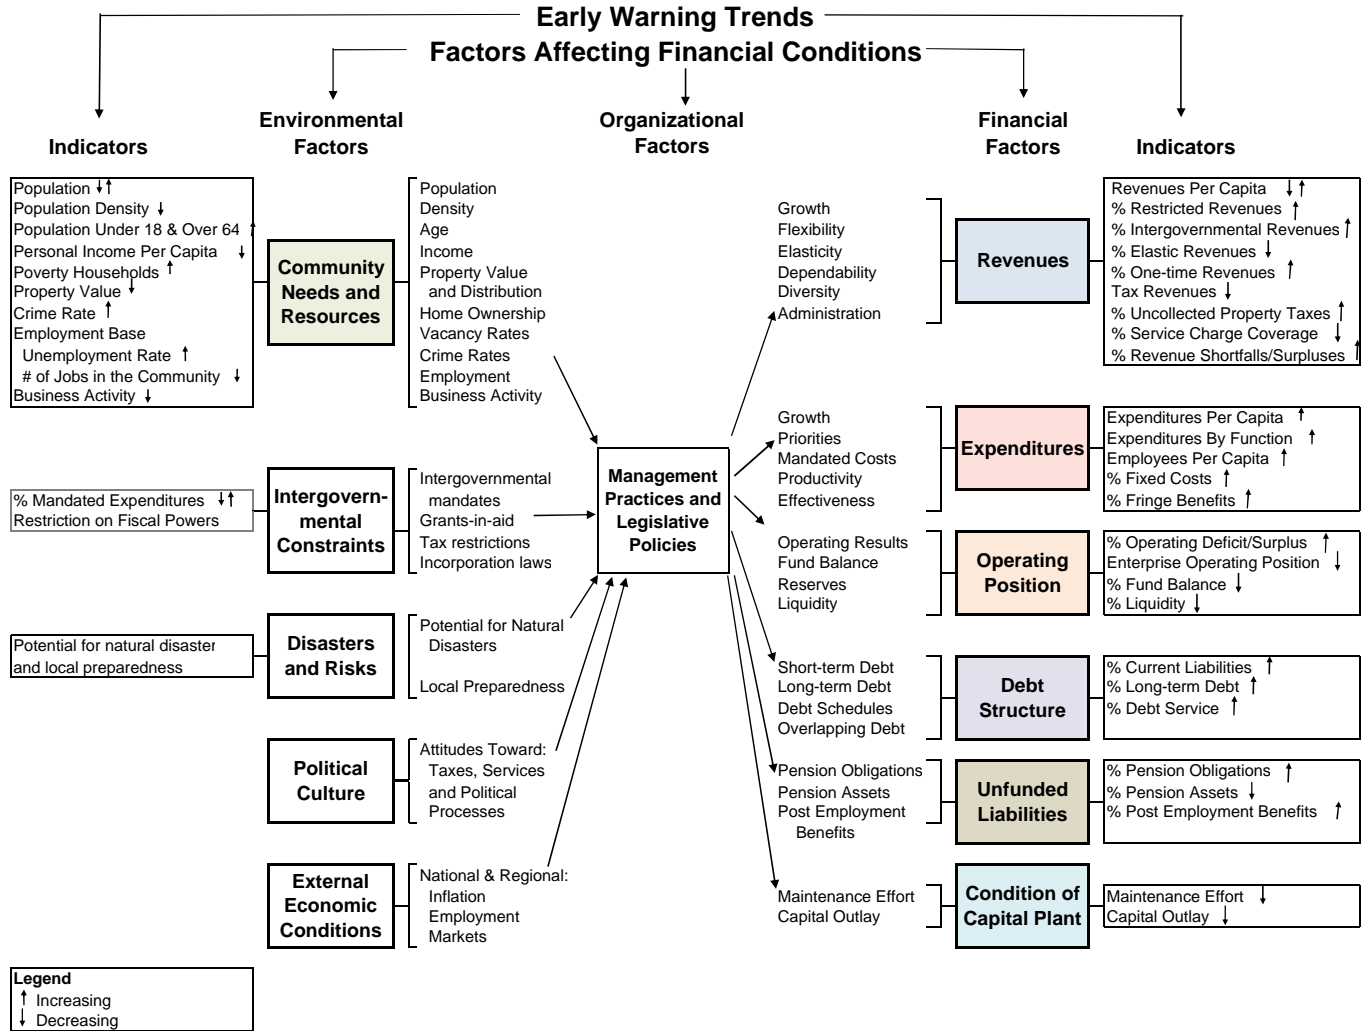 Early Warning Trends
Factors Affecting Financial Conditions
Indicators
Environmental
Factors
Organizational
Factors
Financial
Factors
Indicators
Population ↓↑
Population Density ↓
Population Under 18 & Over 64 ↑
Personal Income Per Capita ↓
Poverty Households ↑
Property Value ↓
Crime Rate ↑
Employment Base
Unemployment Rate ↑
# of Jobs in the Community ↓
Business Activity ↓
Community
Needs and
Resources
Population
Density
Age
Income
Property Value
and Distribution
Home Ownership
Vacancy Rates
Crime Rates
Employment
Business Activity
% Mandated Expenditures ↓↑
Restriction on Fiscal Powers
Intergovern-
mental
Constraints
Intergovernmental
mandates
Grants-in-aid
Tax restrictions
Incorporation laws
Potential for natural disaster
and local preparedness
Disasters
and Risks
Potential for Natural
Disasters
Local Preparedness
Political
Culture
Attitudes Toward:
Taxes, Services
and Political
Processes
External
Economic
Conditions
National & Regional:
Inflation
Employment
Markets
Management
Practices and
Legislative
Policies
Growth
Flexibility
Elasticity
Dependability
Diversity
Administration
Revenues
Revenues Per Capita ↓↑
% Restricted Revenues ↑
% Intergovernmental Revenues ↑
% Elastic Revenues ↓
% One-time Revenues ↑
Tax Revenues ↓
% Uncollected Property Taxes ↑
% Service Charge Coverage ↓
% Revenue Shortfalls/Surpluses ↑
Growth
Priorities
Mandated Costs
Productivity
Effectiveness
Expenditures
Expenditures Per Capita ↑
Expenditures By Function ↑
Employees Per Capita ↑
% Fixed Costs ↑
% Fringe Benefits ↑
Operating Results
Fund Balance
Reserves
Liquidity
Operating
Position
% Operating Deficit/Surplus ↑
Enterprise Operating Position ↓
% Fund Balance ↓
% Liquidity ↓
Short-term Debt
Long-term Debt
Debt Schedules
Overlapping Debt
Debt
Structure
% Current Liabilities ↑
% Long-term Debt ↑
% Debt Service ↑
Pension Obligations
Pension Assets
Post Employment
Benefits
Unfunded
Liabilities
% Pension Obligations ↑
% Pension Assets ↓
% Post Employment Benefits ↑
Maintenance Effort
Capital Outlay
Condition of
Capital Plant
Maintenance Effort ↓
Capital Outlay ↓
Legend
↑ Increasing
↓ Decreasing